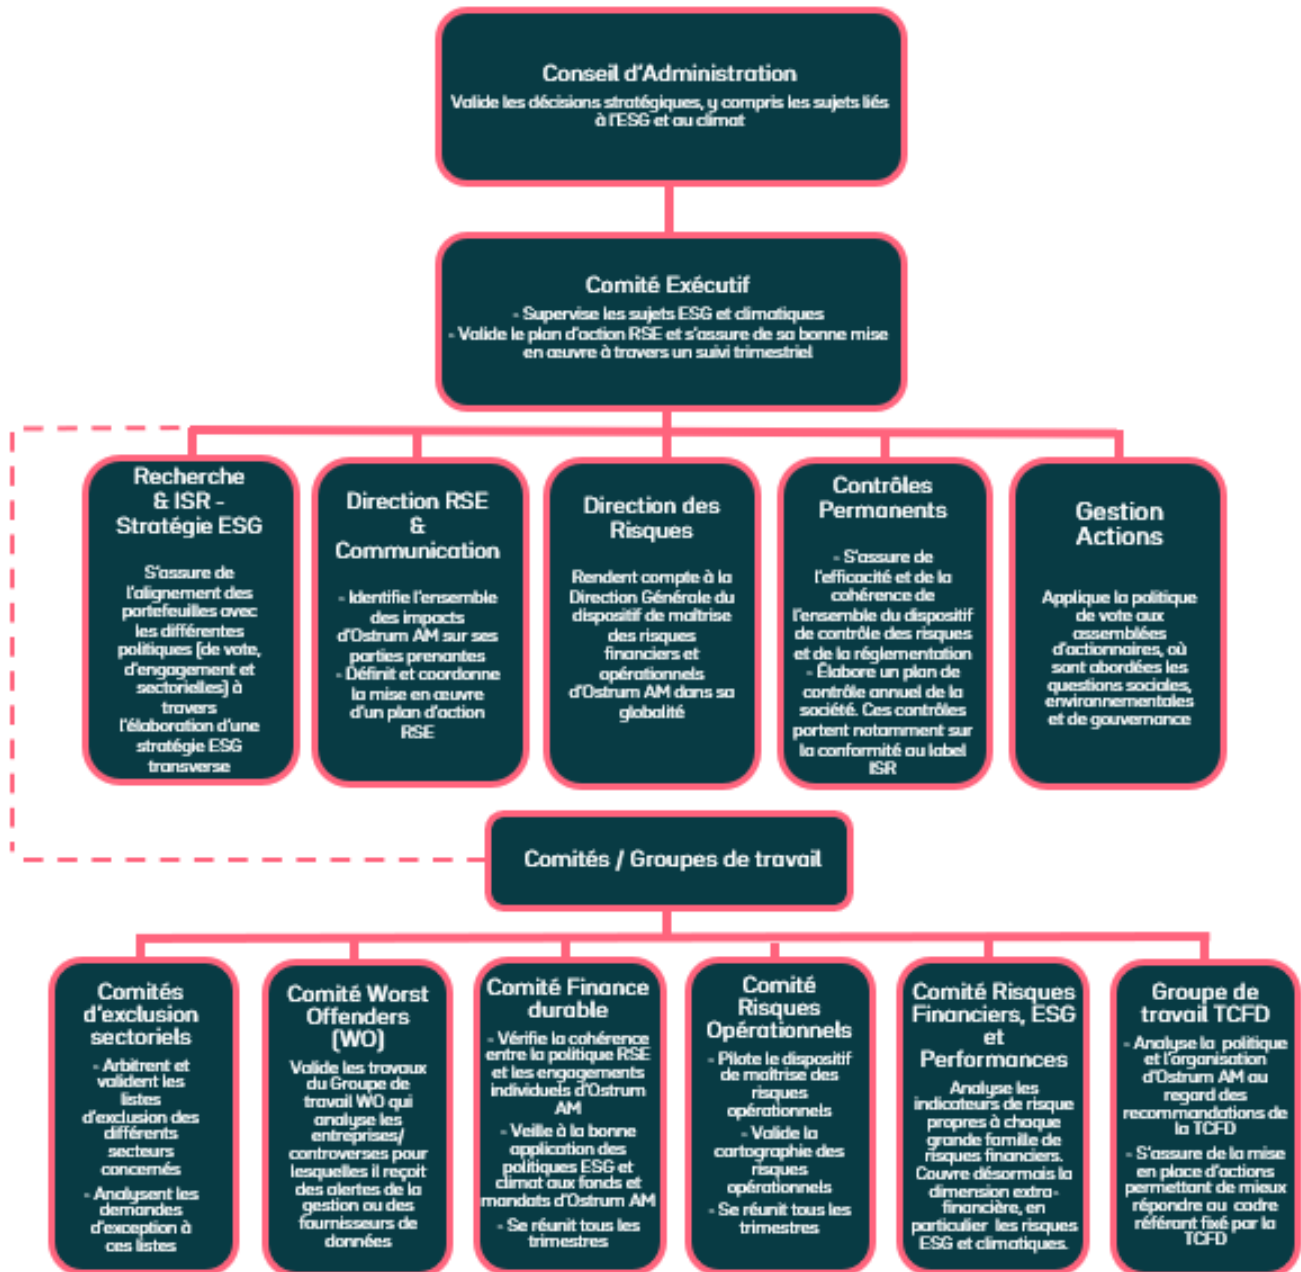 Conseil d'Administration
Valide les décisions stratégiques, y compris les sujets liés
à l'ESG et au climat
Comité Exécutif
- Supervise les sujets ESG et climatiques
- Valide le plan d'action RSE et s'assure de sa bonne mise
en œuvre à travers un suivi trimestriel
Recherche
& ISR -
Stratégie ESG
S'assure de
l'alignement des
portefeuilles avec
les différentes
politiques (de vote,
d'engagement et
sectorielles) à
travers
l'élaboration d'une
stratégie ESG
transverse
Direction RSE
&
Communication
- Identifie l'ensemble
des impacts
d'Ostrum AM sur ses
parties prenantes
- Définit et coordonne
la mise en œuvre
d'un plan d'action
RSE
Direction des
Risques
Rendent compte à la
Direction Générale du
dispositif de maîtrise
des risques
financiers et
opérationnels
d'Ostrum AM dans sa
globalité
Contrôles
Permanents
- S'assure de
l'efficacité et de la
cohérence de
l'ensemble du dispositif
de contrôle des risques
et de la réglementation
- Élabore un plan de
contrôle annuel de la
société. Ces contrôles
portent notamment sur
la conformité au label
ISR
Gestion
Actions
Applique la politique
de vote aux
assemblées
d'actionnaires, où
sont abordées les
questions sociales,
environnementales
et de gouvernance
Comités / Groupes de travail
Comités
d'exclusion
sectoriels
- Arbitrent et
valident les
listes
d'exclusion des
différents
secteurs
concernés
- Analysent les
demandes
d'exception à
ces listes
Comité Worst
Offenders
(WO)
Valide les travaux
du Groupe de
travail WO qui
analyse les
entreprises/
controverses pour
lesquelles il reçoit
des alertes de la
gestion ou des
fournisseurs de
données
Comité Finance
durable
- Vérifie la cohérence
entre la politique RSE
et les engagements
individuels d'Ostrum
AM
- Veille à la bonne
application des
politiques ESG et
climat aux fonds et
mandats d'Ostrum AM
- Se réunit tous les
trimestres
Comité
Risques
Opérationnels
- Pilote le dispositif
de maîtrise des
risques
opérationnels
- Valide la
cartographie des
risques
opérationnels
- Se réunit tous les
trimestres
Comité Risques
Financiers, ESG
et
Performances
Analyse les
indicateurs de risque
propres à chaque
grande famille de
risques financiers.
Couvre désormais la
dimension extra-
financière, en
particulier les risques
ESG et climatiques.
Groupe de
travail TCFD
- Analyse la politique
et l'organisation
d'Ostrum AM au
regard des
recommandations de
la TCFD
- S'assure de la mise
en place d'actions
permettant de mieux
répondre au cadre
référant fixé par la
TCFD